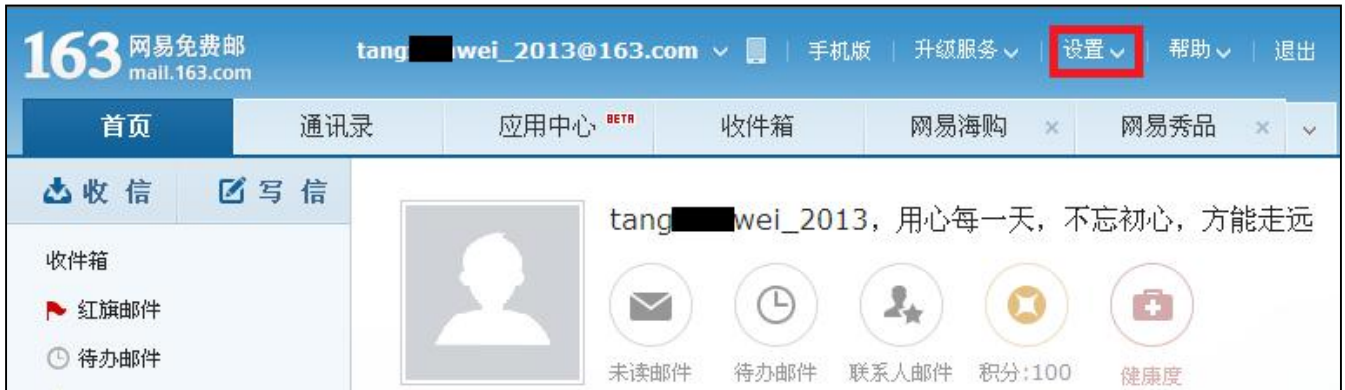 163 网易免费邮
mail.163.com
tang wei_2013@163.com 手机版 升级服务 设置 帮助 退出
首页 通讯录 应用中心 BETA 收件箱 网易海购 × 网易秀品 ×
收 信 写 信
tang wei_2013，用心每一天，不忘初心，方能走远
收件箱
红旗邮件
待办邮件
未读邮件 待办邮件 联系人邮件 积分:100 健康度